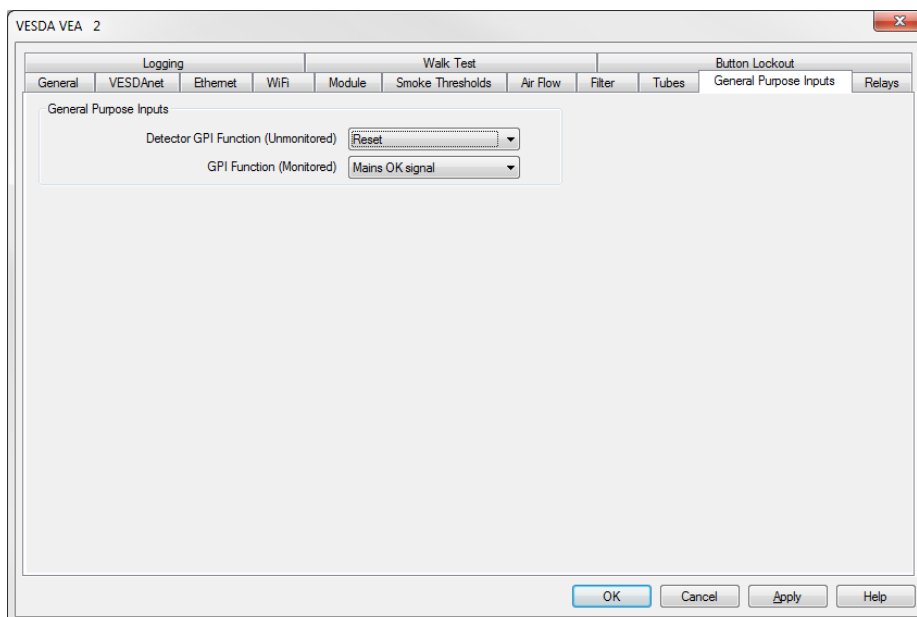 VESDA VEA 2
Logging Walk Test Button Lockout
General VESDAnet Ethernet WiFi Module Smoke Thresholds Air Flow Filter Tubes General Purpose Inputs Relays
General Purpose Inputs
Detector GPI Function (Unmonitored) Reset
GPI Function (Monitored) Mains OK signal
OK Cancel Apply Help